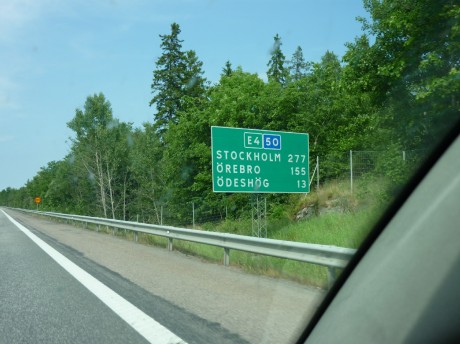 E4 50
STOCKHOLM 277
ÖREBRO 155
ÖDESHÖG 13